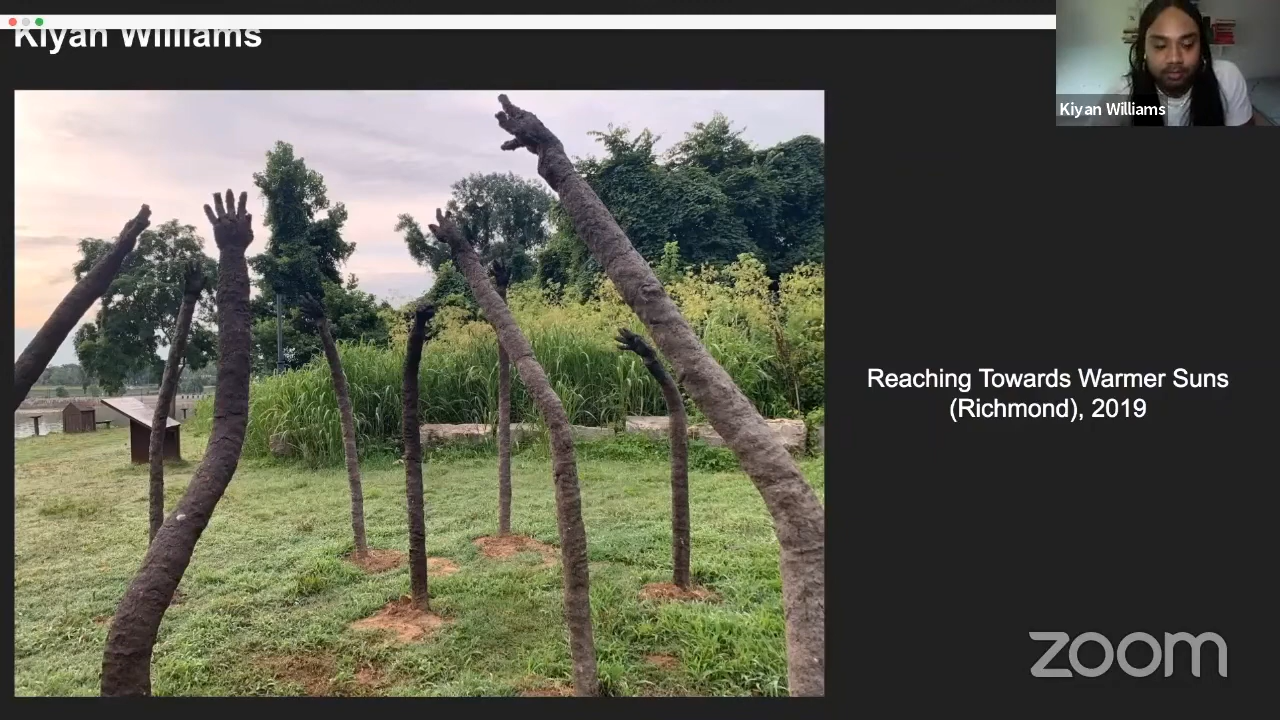 Kiyan Williams
Kiyan Williams
Reaching Towards Warmer Suns
(Richmond), 2019
zoom